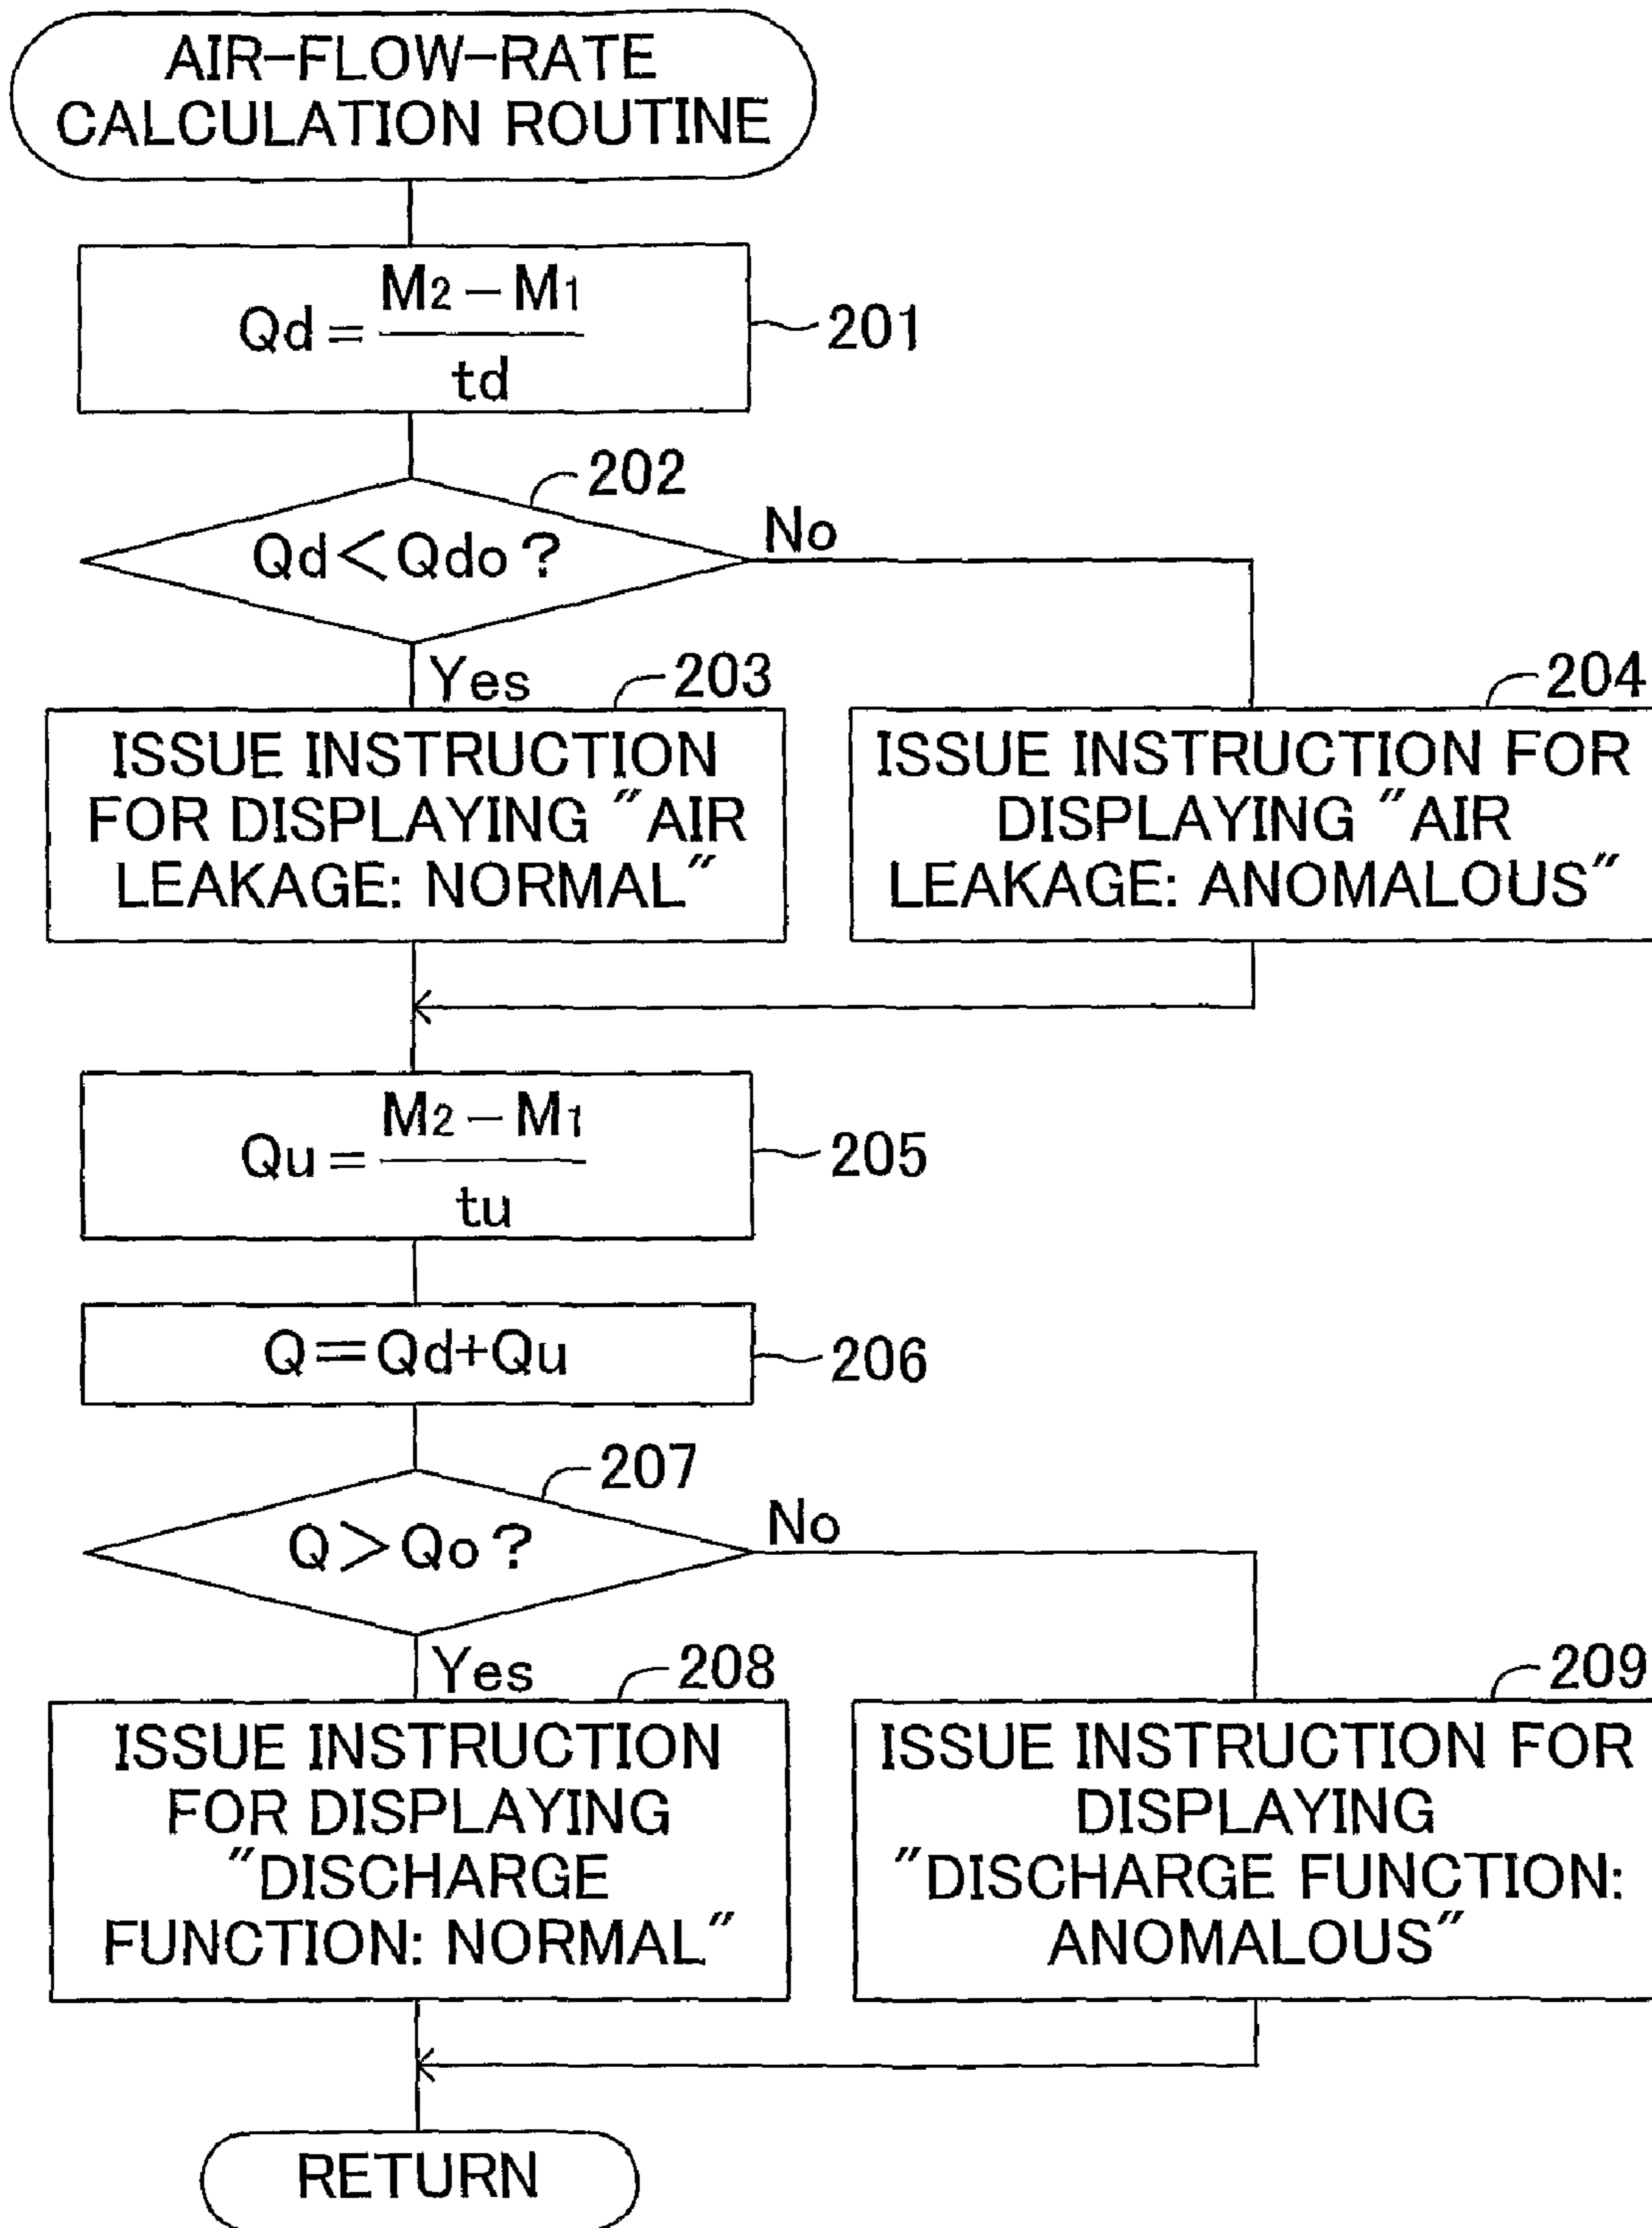 AIR-FLOW-RATE
CALCULATION ROUTINE
Qd = M2 − M1 / td
201
202
Qd < Qdo ?
No
Yes
203
204
ISSUE INSTRUCTION
FOR DISPLAYING "AIR
LEAKAGE: NORMAL"
ISSUE INSTRUCTION FOR
DISPLAYING "AIR
LEAKAGE: ANOMALOUS"
Qu = M2 − M1 / tu
205
Q = Qd+Qu
206
207
Q > Qo ?
No
Yes
208
209
ISSUE INSTRUCTION
FOR DISPLAYING
"DISCHARGE
FUNCTION: NORMAL"
ISSUE INSTRUCTION FOR
DISPLAYING
"DISCHARGE FUNCTION:
ANOMALOUS"
RETURN